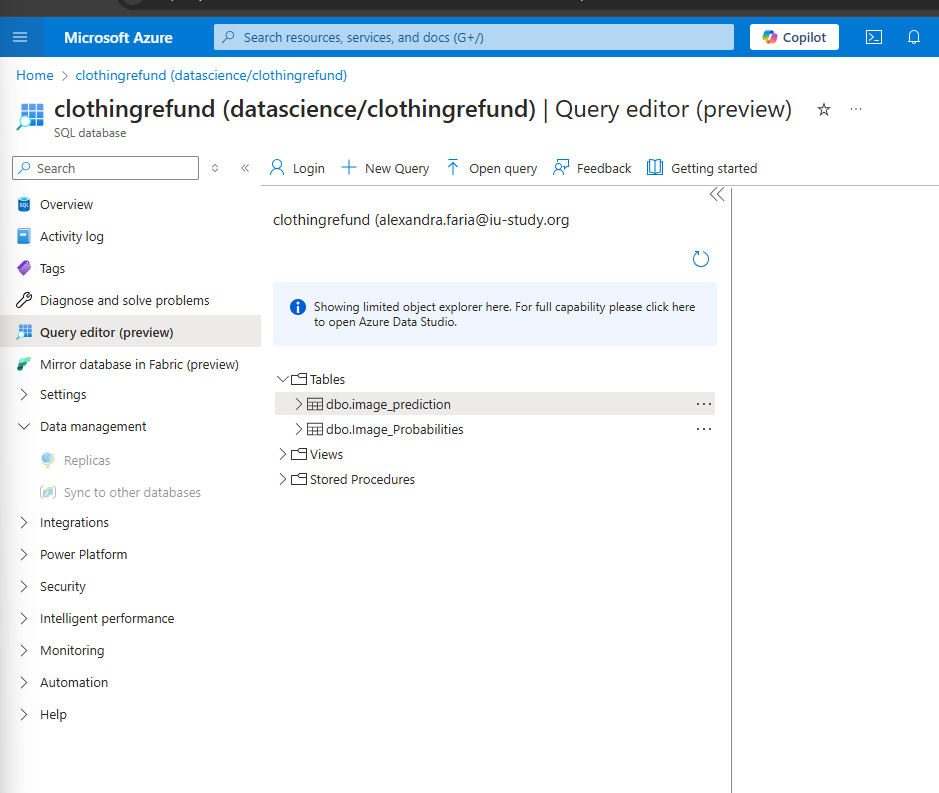 Microsoft Azure
Search resources, services, and docs (G+/)
Copilot
Home > clothingrefund (datascience/clothingrefund)
clothingrefund (datascience/clothingrefund) | Query editor (preview)
SQL database
Search
Login
New Query
Open query
Feedback
Getting started
Overview
Activity log
Tags
Diagnose and solve problems
Query editor (preview)
Mirror database in Fabric (preview)
Settings
Data management
Replicas
Sync to other databases
Integrations
Power Platform
Security
Intelligent performance
Monitoring
Automation
Help
clothingrefund (alexandra.faria@iu-study.org
Showing limited object explorer here. For full capability please click here
to open Azure Data Studio.
Tables
dbo.image_prediction
dbo.Image_Probabilities
Views
Stored Procedures